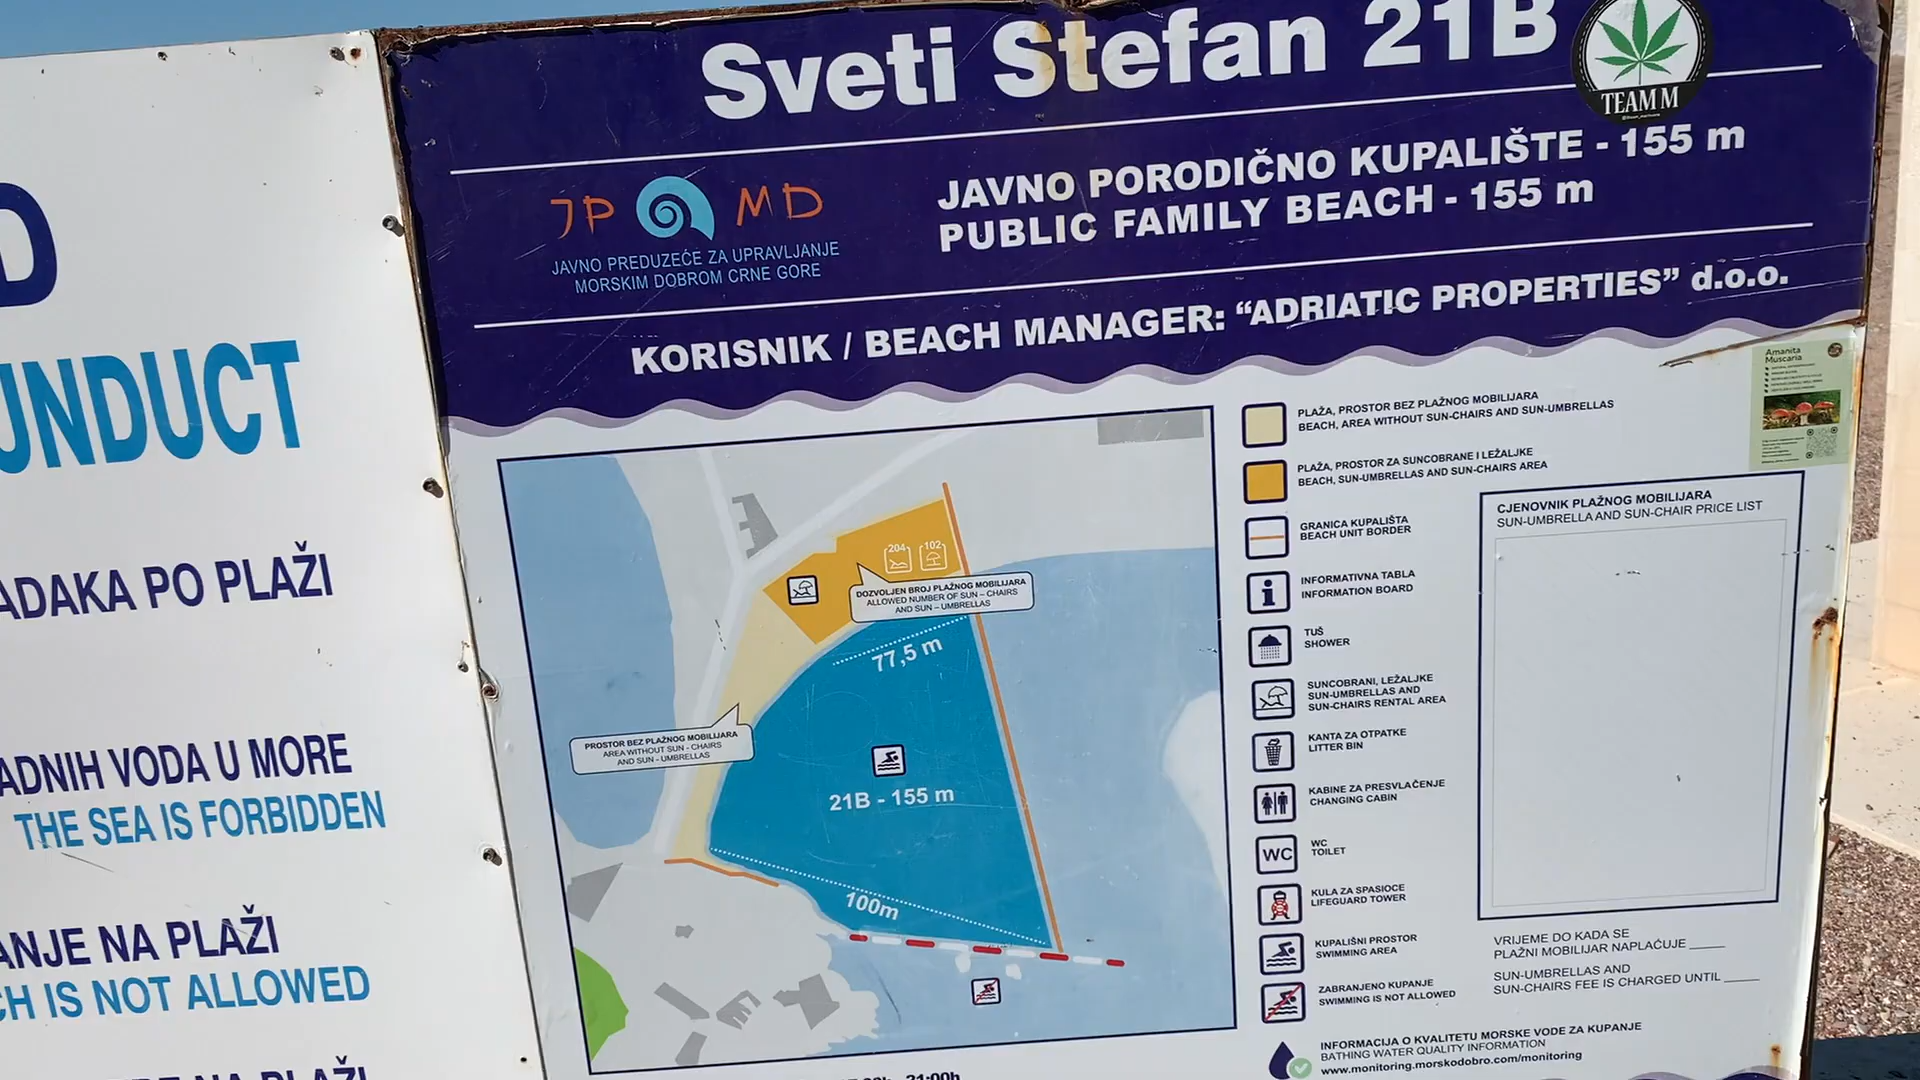 D
UNDUCT
ADAKA PO PLAŽI
ADNIH VODA U MORE
THE SEA IS FORBIDDEN
ANJE NA PLAŽI
CH IS NOT ALLOWED
NA PLAŽI
Sveti Stefan 21B
TEAM M
JP MD
JAVNO PREDUZEĆE ZA UPRAVLJANJE
MORSKIM DOBROM CRNE GORE
JAVNO PORODIČNO KUPALIŠTE - 155 m
PUBLIC FAMILY BEACH - 155 m
KORISNIK / BEACH MANAGER: “ADRIATIC PROPERTIES” d.o.o.
Amanita
Muscaria
204 102
DOZVOLJEN BROJ PLAŽNOG MOBILIJARA
ALLOWED NUMBER OF SUN – CHAIRS
AND SUN – UMBRELLAS
77,5 m
PROSTOR BEZ PLAŽNOG MOBILIJARA
AREA WITHOUT SUN - CHAIRS
AND SUN - UMBRELLAS
21B - 155 m
100m
PLAŽA, PROSTOR BEZ PLAŽNOG MOBILIJARA
BEACH, AREA WITHOUT SUN-CHAIRS AND SUN-UMBRELLAS
PLAŽA, PROSTOR ZA SUNCOBRANE I LEŽALJKE
BEACH, SUN-UMBRELLAS AND SUN-CHAIRS AREA
GRANICA KUPALIŠTA
BEACH UNIT BORDER
INFORMATIVNA TABLA
INFORMATION BOARD
TUŠ
SHOWER
SUNCOBRANI, LEŽALJKE
SUN-UMBRELLAS AND
SUN-CHAIRS RENTAL AREA
KANTA ZA OTPATKE
LITTER BIN
KABINE ZA PRESVLAČENJE
CHANGING CABIN
WC
WC
TOILET
KULA ZA SPASIOCE
LIFEGUARD TOWER
KUPALIŠNI PROSTOR
SWIMMING AREA
ZABRANJENO KUPANJE
SWIMMING IS NOT ALLOWED
CJENOVNIK PLAŽNOG MOBILIJARA
SUN-UMBRELLA AND SUN-CHAIR PRICE LIST
VRIJEME DO KADA SE
PLAŽNI MOBILIJAR NAPLAĆUJE _____
SUN-UMBRELLAS AND
SUN-CHAIRS FEE IS CHARGED UNTIL _____
INFORMACIJA O KVALITETU MORSKE VODE ZA KUPANJE
BATHING WATER QUALITY INFORMATION
www.monitoring.morskodobro.com/monitoring
21:00h